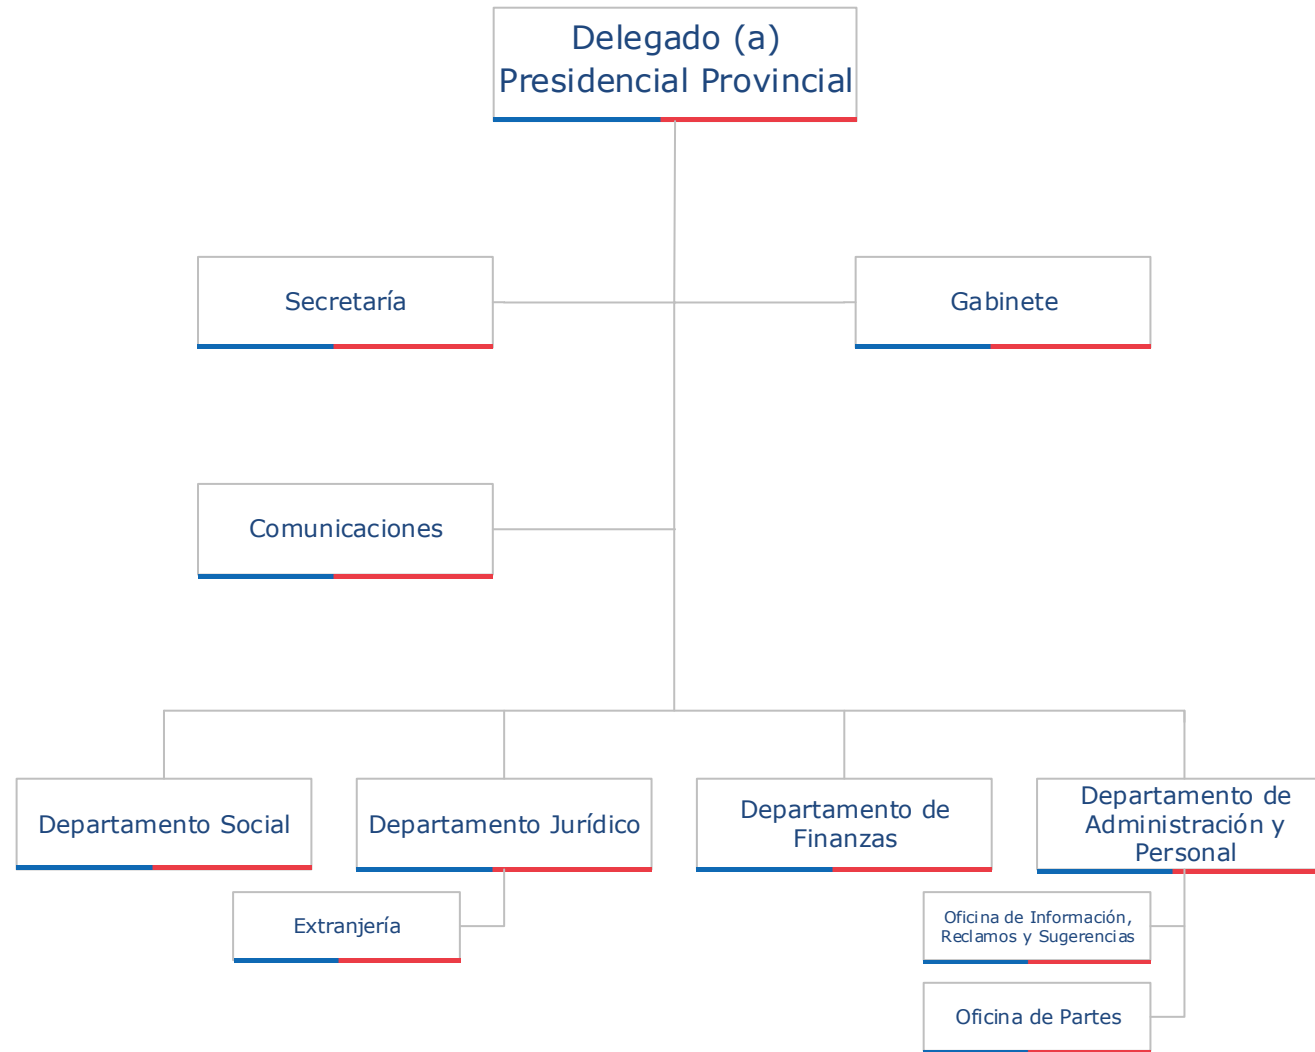 Delegado (a)
Presidencial Provincial
Secretaría
Gabinete
Comunicaciones
Departamento Social
Departamento Jurídico
Departamento de
Finanzas
Departamento de
Administración y
Personal
Extranjería
Oficina de Información,
Reclamos y Sugerencias
Oficina de Partes